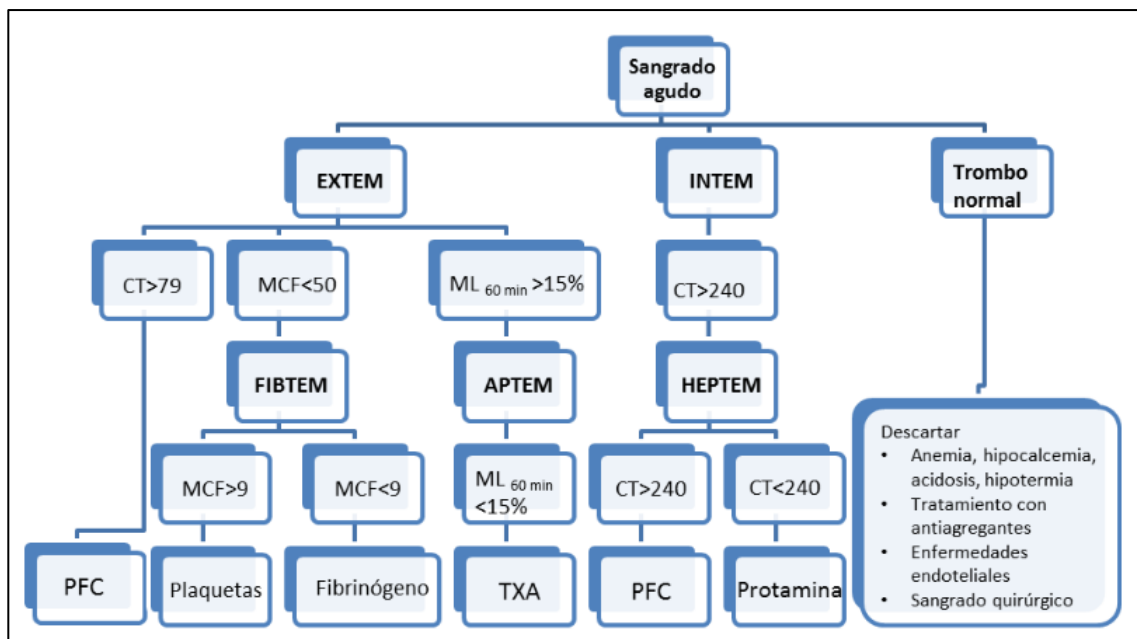 Sangrado
agudo
EXTEM
INTEM
Trombo
normal
CT>79
MCF<50
ML 60 min >15%
CT>240
FIBTEM
APTEM
HEPTEM
MCF>9
MCF<9
ML 60 min
<15%
CT>240
CT<240
PFC
Plaquetas
Fibrinógeno
TXA
PFC
Protamina
Descartar
• Anemia, hipocalcemia,
acidosis, hipotermia
• Tratamiento con
antiagregantes
• Enfermedades
endoteliales
• Sangrado quirúrgico